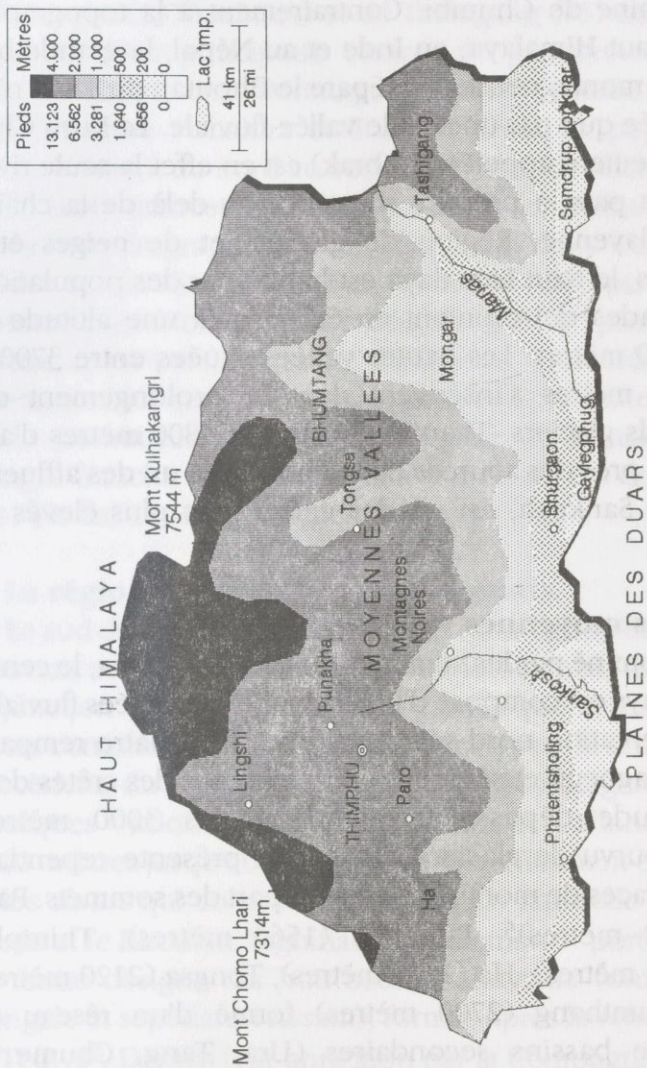 HAUT HIMALAYA
Mont Kulhakangri
7544 m
Mont Chomo Lhari
7314m
Pieds Mètres
13.123 4.000
6.562 2.000
3.281 1.000
1.640 500
656 200
0 0
Lac Imp.
41 km
26 mi
Lingshi
Punakha
THIMPHU
Paro
Ha
Tongsa
BHUMTANG
MOYENNES VALLEES
Montagnes
Noires
Mongar
Tashigang
Manas
Samdrup Jonkhar
Bhurgaon
Gaylegphug
Sankosh
Phuentsholing
PLAINES DES DUARS